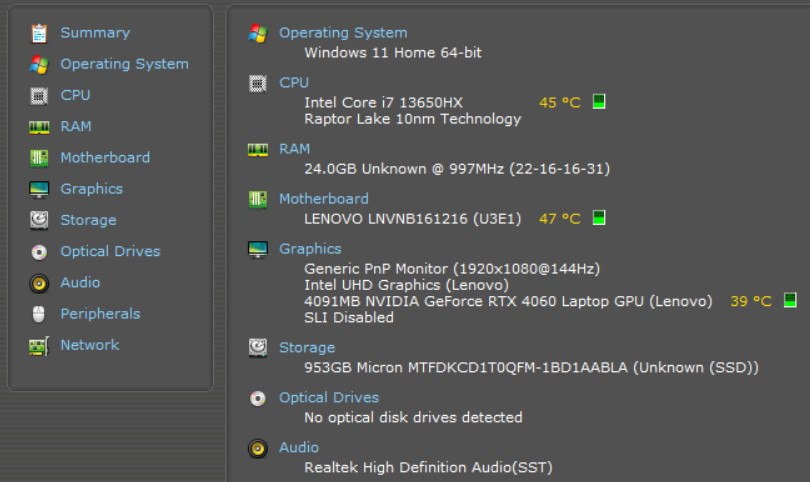 Summary
Operating System
CPU
RAM
Motherboard
Graphics
Storage
Optical Drives
Audio
Peripherals
Network
Operating System
Windows 11 Home 64-bit
CPU
Intel Core i7 13650HX 45 °C
Raptor Lake 10nm Technology
RAM
24.0GB Unknown @ 997MHz (22-16-16-31)
Motherboard
LENOVO LNVNB161216 (U3E1) 47 °C
Graphics
Generic PnP Monitor (1920x1080@144Hz)
Intel UHD Graphics (Lenovo)
4091MB NVIDIA GeForce RTX 4060 Laptop GPU (Lenovo) 39 °C
SLI Disabled
Storage
953GB Micron MTFDKCD1T0QFM-1BD1AABLA (Unknown (SSD))
Optical Drives
No optical disk drives detected
Audio
Realtek High Definition Audio(SST)